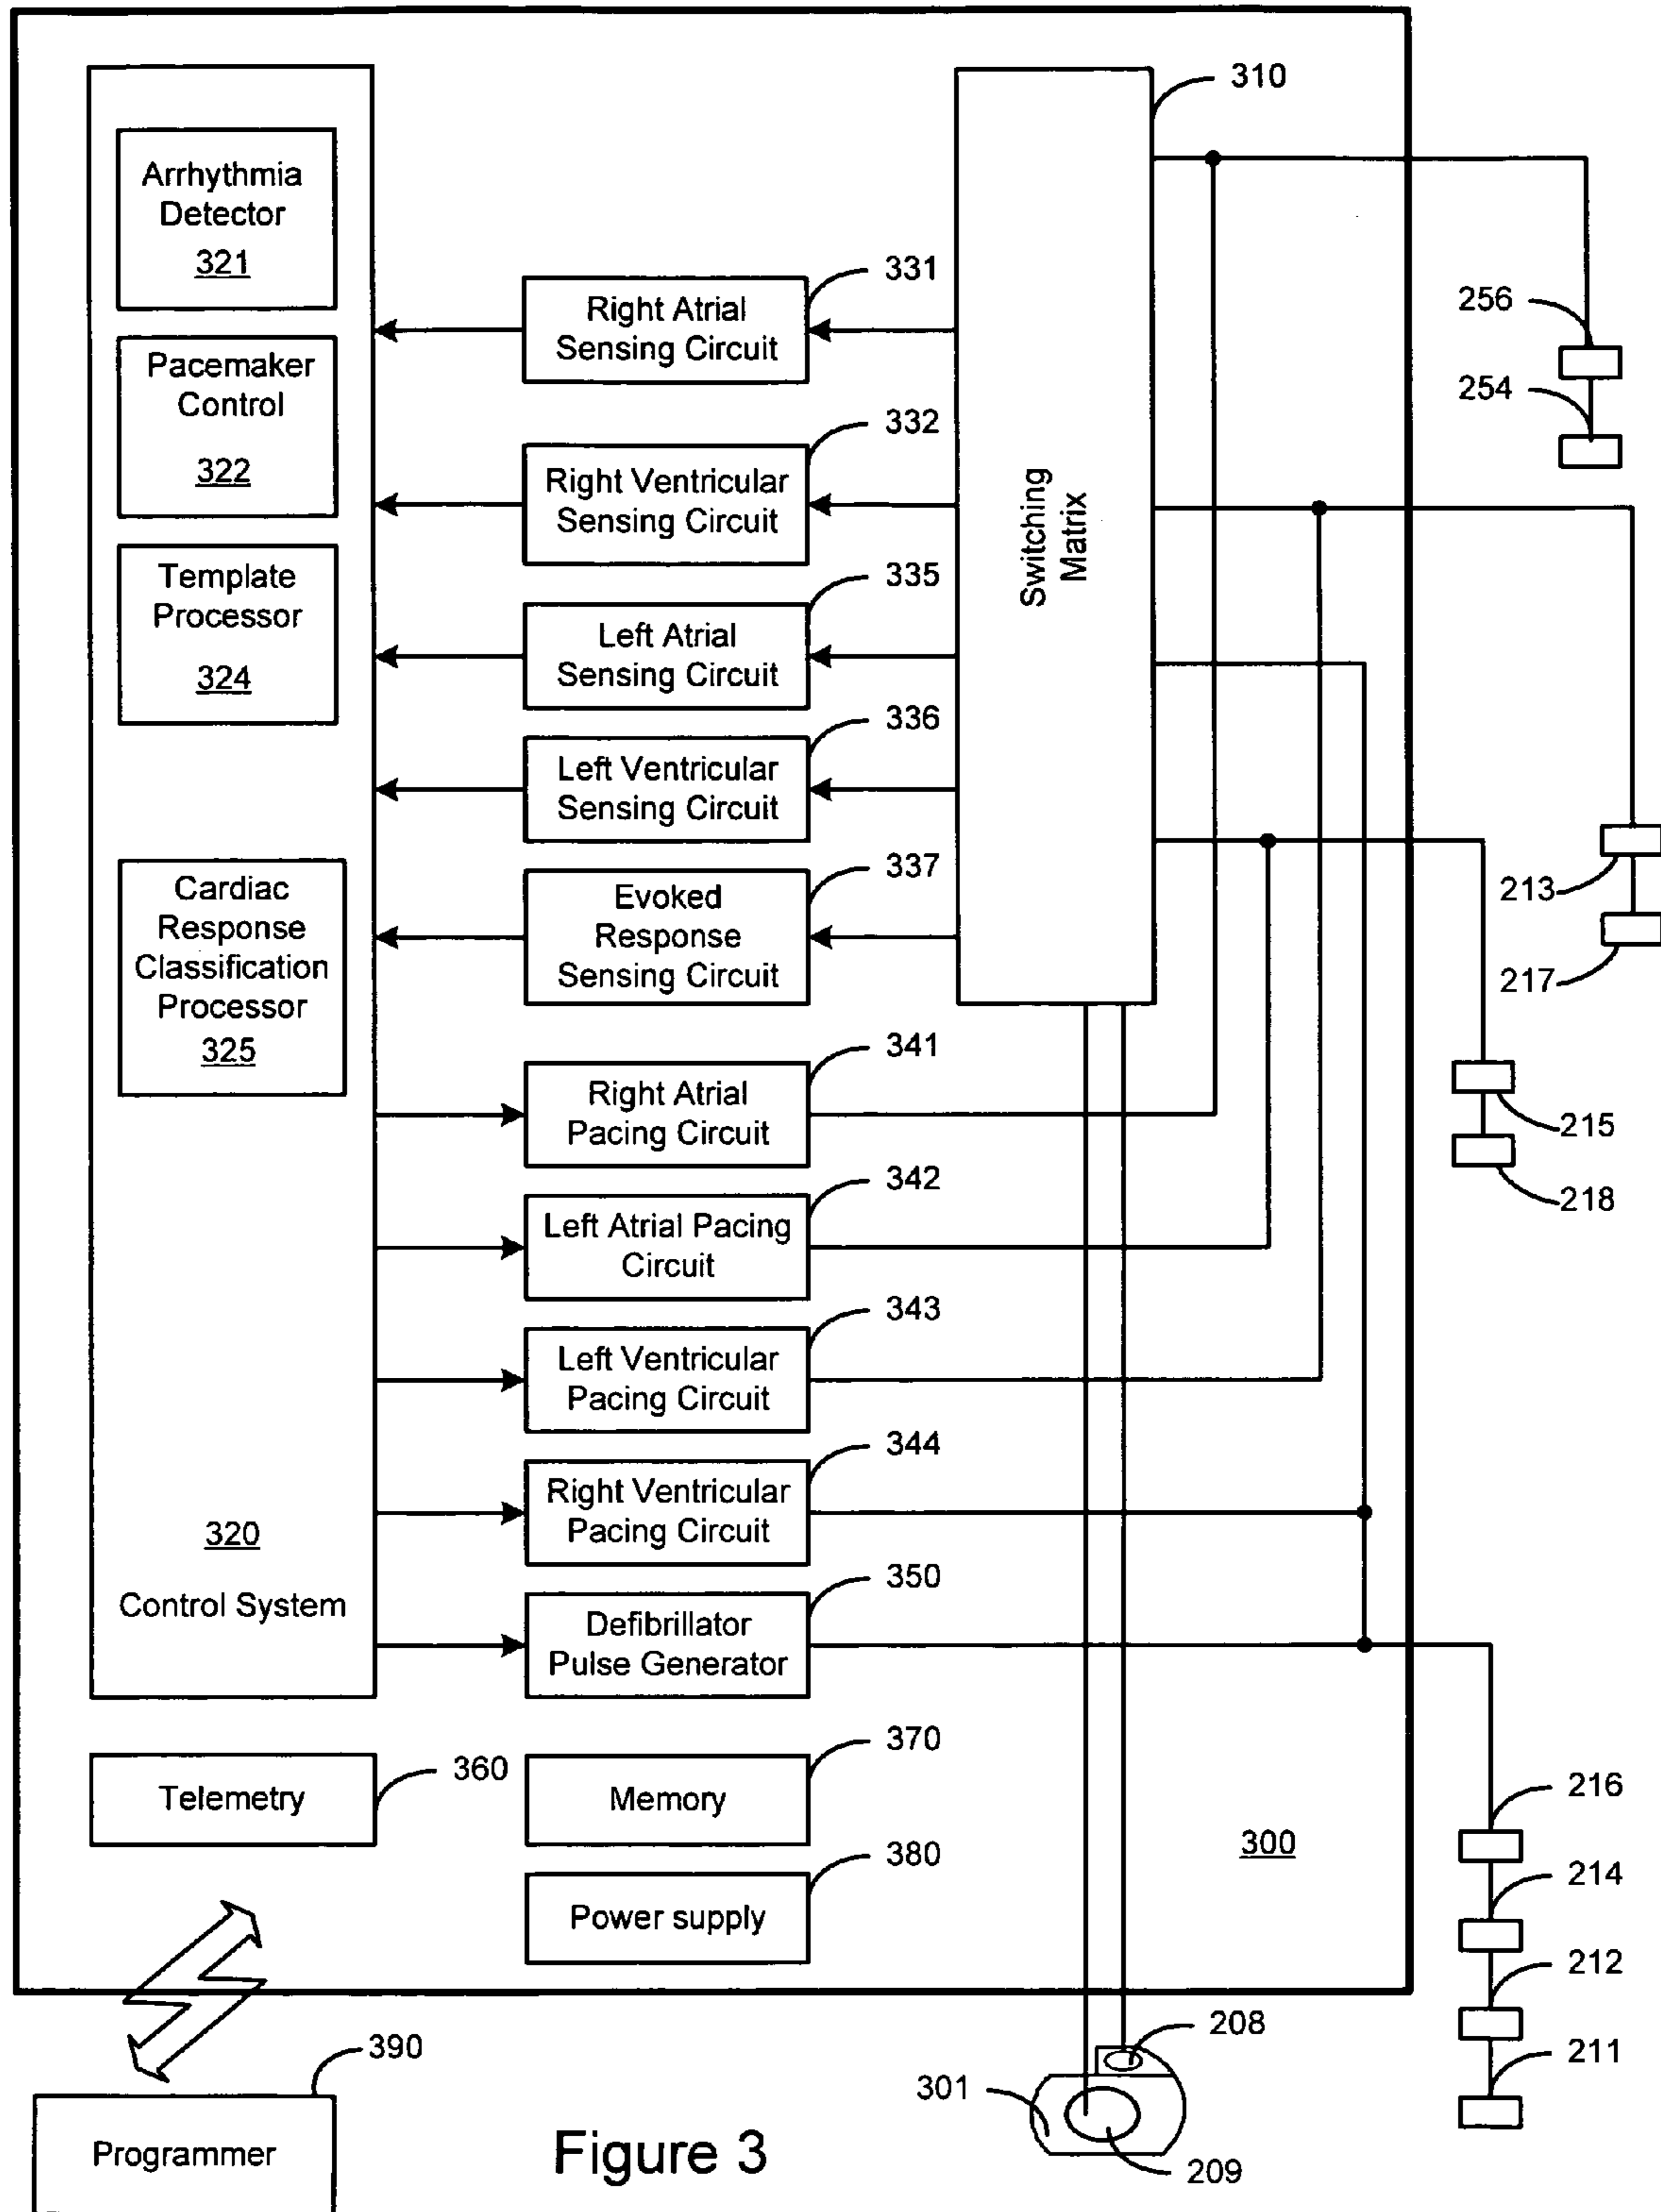 310
Arrhythmia
Detector
321
331
Right Atrial
Sensing Circuit
256
Pacemaker
Control
322
254
332
Right Ventricular
Sensing Circuit
Switching
Matrix
Template
Processor
324
335
Left Atrial
Sensing Circuit
336
Left Ventricular
Sensing Circuit
Cardiac
Response
Classification
Processor
325
337
Evoked
Response
Sensing Circuit
213
217
341
Right Atrial
Pacing Circuit
215
342
Left Atrial Pacing
Circuit
218
343
Left Ventricular
Pacing Circuit
344
Right Ventricular
Pacing Circuit
320
Control System
350
Defibrillator
Pulse Generator
Telemetry
360
370
Memory
300
216
380
Power supply
214
212
208
211
390
301
Programmer
Figure 3
209